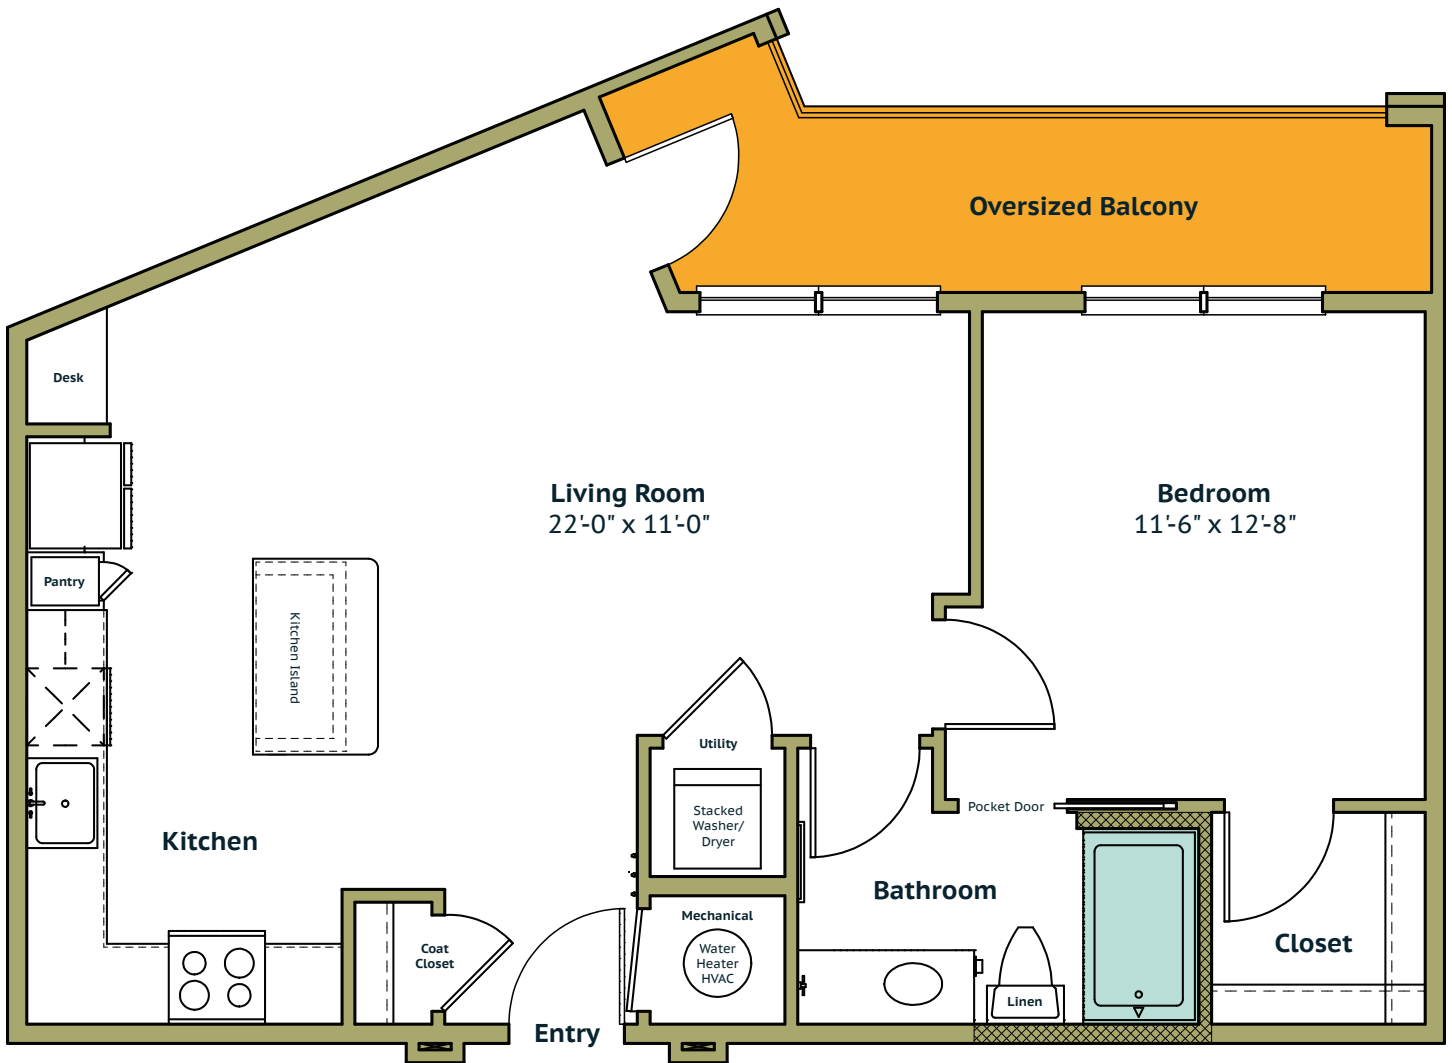 Oversized Balcony
Desk
Living Room
22'-0" x 11'-0"
Bedroom
11'-6" x 12'-8"
Pantry
Kitchen Island
Utility
Stacked
Washer/
Dryer
Pocket Door
Kitchen
Bathroom
Mechanical
Water
Heater
HVAC
Coat
Closet
Closet
Linen
Entry